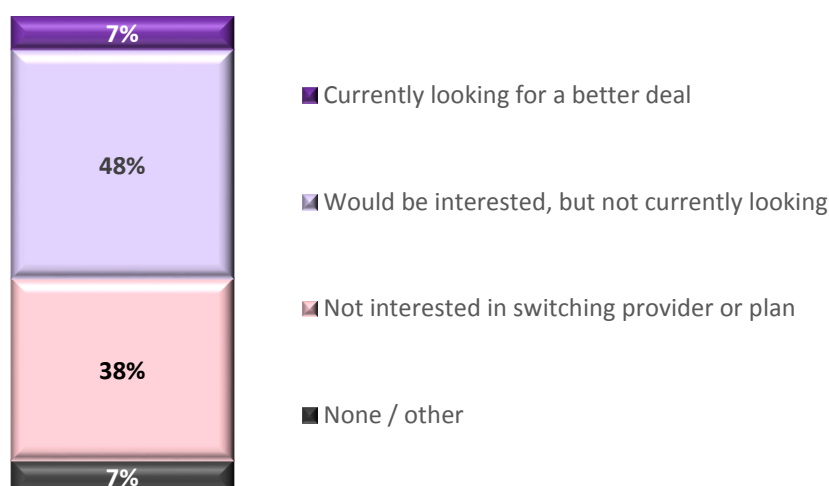 7%
Currently looking for a better deal
48%
Would be interested, but not currently looking
Not interested in switching provider or plan
38%
None / other
7%